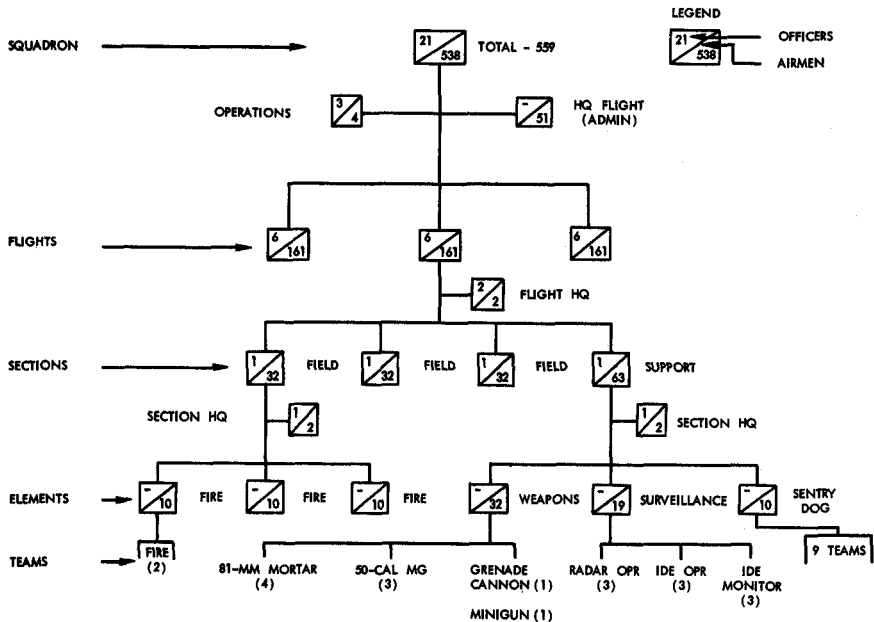 LEGEND
SQUADRON
21
538
TOTAL - 559
21
538
OFFICERS
AIRMEN
OPERATIONS
3
4
-
51
HQ FLIGHT
(ADMIN)
FLIGHTS
6
161
6
161
6
161
2
2
FLIGHT HQ
SECTIONS
1
32
FIELD
1
32
FIELD
1
32
FIELD
1
63
SUPPORT
SECTION HQ
1
2
1
2
SECTION HQ
ELEMENTS
-
10
FIRE
-
10
FIRE
-
10
FIRE
-
32
WEAPONS
-
19
SURVEILLANCE
-
10
SENTRY
DOG
TEAMS
FIRE
(2)
81-MM MORTAR
(4)
50-CAL MG
(3)
GRENADE
CANNON (1)
MINIGUN (1)
RADAR OPR
(3)
IDE OPR
(3)
IDE
MONITOR
(3)
9 TEAMS